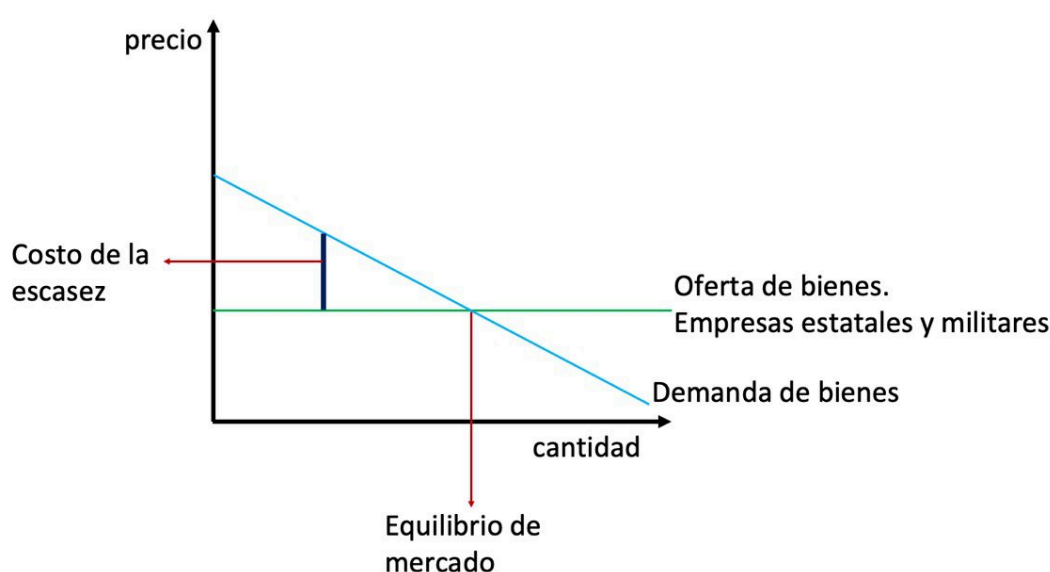 precio
Costo de la
escasez
Oferta de bienes.
Empresas estatales y militares
Demanda de bienes
cantidad
Equilibrio de
mercado